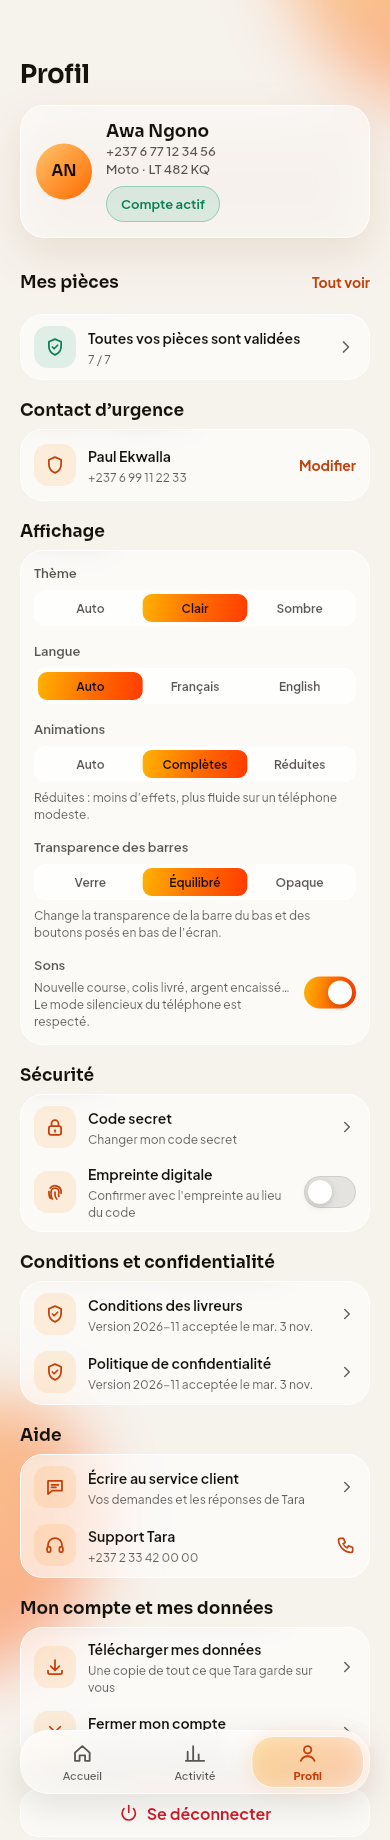 Profil
AN
Awa Ngono
+237 6 77 12 34 56
Moto · LT 482 KQ
Compte actif
Mes pièces
Tout voir
Toutes vos pièces sont validées
7 / 7
Contact d’urgence
Paul Ekwalla
+237 6 99 11 22 33
Modifier
Affichage
Thème
Auto Clair Sombre
Langue
Auto Français English
Animations
Auto Complètes Réduites
Réduites : moins d’effets, plus fluide sur un téléphone
modeste.
Transparence des barres
Verre Équilibré Opaque
Change la transparence de la barre du bas et des
boutons posés en bas de l’écran.
Sons
Nouvelle course, colis livré, argent encaissé…
Le mode silencieux du téléphone est
respecté.
Sécurité
Code secret
Changer mon code secret
Empreinte digitale
Confirmer avec l’empreinte au lieu
du code
Conditions et confidentialité
Conditions des livreurs
Version 2026-11 acceptée le mar. 3 nov.
Politique de confidentialité
Version 2026-11 acceptée le mar. 3 nov.
Aide
Écrire au service client
Vos demandes et les réponses de Tara
Support Tara
+237 2 33 42 00 00
Mon compte et mes données
Télécharger mes données
Une copie de tout ce que Tara garde sur
vous
Fermer mon compte
Accueil Activité Profil
Se déconnecter